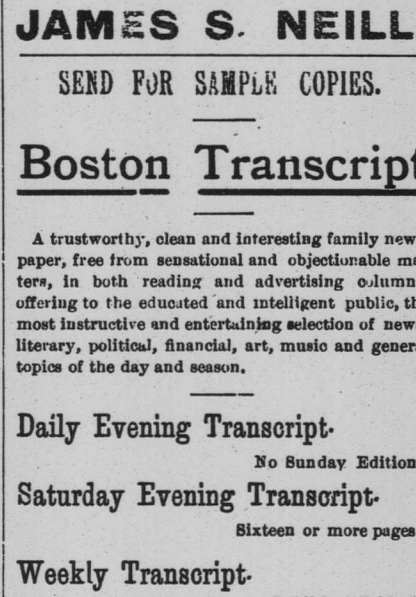 JAMES S. NEILL
SEND FOR SAMPLE COPIES.
Boston Transcript
A trustworthy, clean and interesting family new
paper, free from sensational and objectionable ma
ters, in both reading and advertising column
offering to the educated and intelligent public, th
most instructive and entertaining selection of new
literary, political, financial, art, music and gener
topics of the day and season.
Daily Evening Transcript.
No Sunday Edition
Saturday Evening Transcript.
Sixteen or more pages
Weekly Transcript.